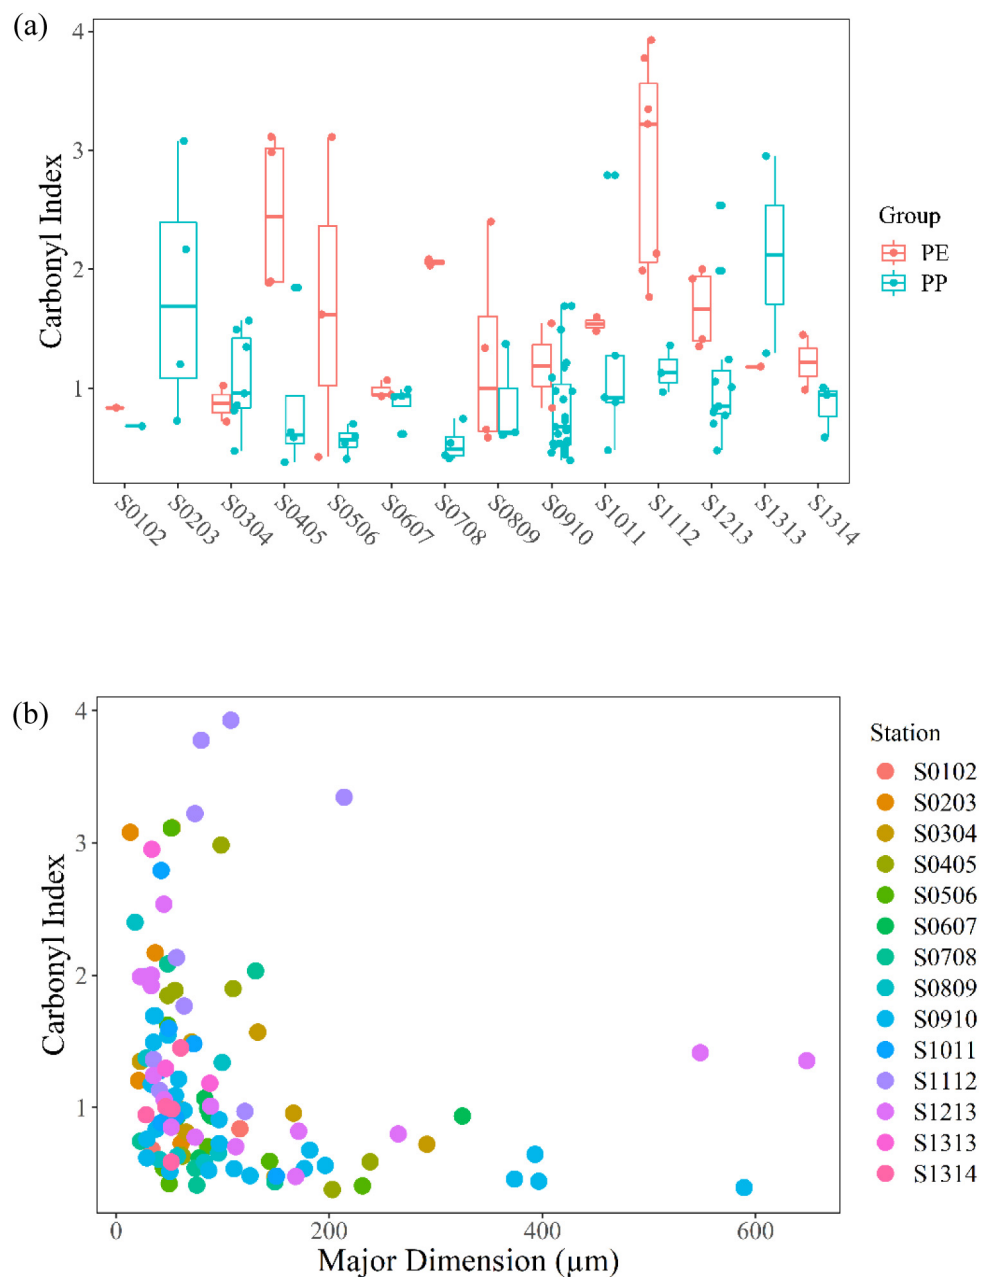 (a)
Carbonyl Index
4
3
2
1
S0102
S0203
S0304
S0405
S0506
S0607
S0708
S0809
S0910
S1011
S1112
S1213
S1313
S1314
Group
PE
PP
(b)
Carbonyl Index
4
3
2
1
0
200
400
600
Major Dimension (µm)
Station
S0102
S0203
S0304
S0405
S0506
S0607
S0708
S0809
S0910
S1011
S1112
S1213
S1313
S1314